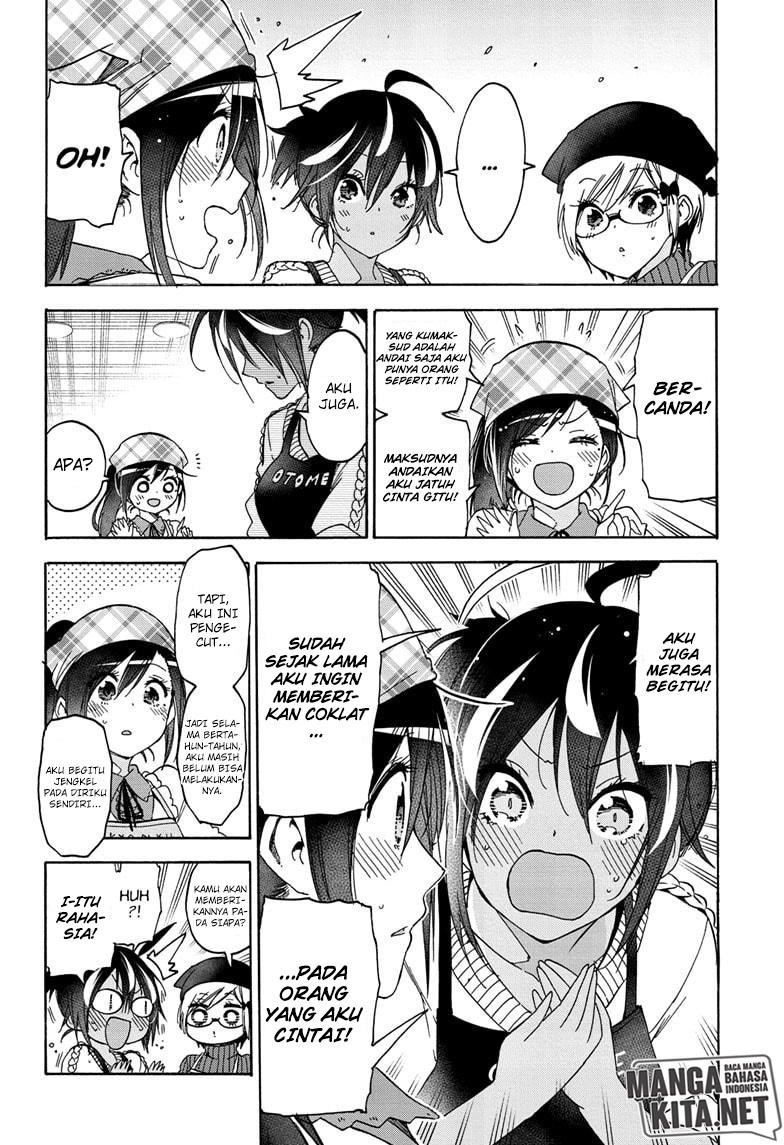 ...
OH!
BER-
CANDA!
YANG KUMAK-
SUD ADALAH
ANDAI SAJA AKU
PUNYA ORANG
SEPERTI ITU!
MAKSUDNYA
ANDAIKAN
AKU JATUH
CINTA GITU!
AKU
JUGA.
OTOME
APA?
AKU
JUGA
MERASA
BEGITU!
SUDAH
SEJAK LAMA
AKU INGIN
MEMBERI-
KAN COKLAT
...
...PADA
ORANG
YANG AKU
CINTAI!
TAPI,
AKU INI
PENGE-
CUT...
JADI SELA-
MA BERTA-
HUN-TAHUN,
AKU MASIH
BELUM BISA
MELAKUKAN-
NYA.
AKU BEGITU
JENGKEL
PADA DIRIKU
SENDIRI...
KAMU AKAN
MEMBERI-
KANNYA PA-
DA SIAPA?
HUH
?!
I-ITU
RAHA-
SIA!
MANGA
KITA.NET
BACA MANGA
BAHASA
INDONESIA